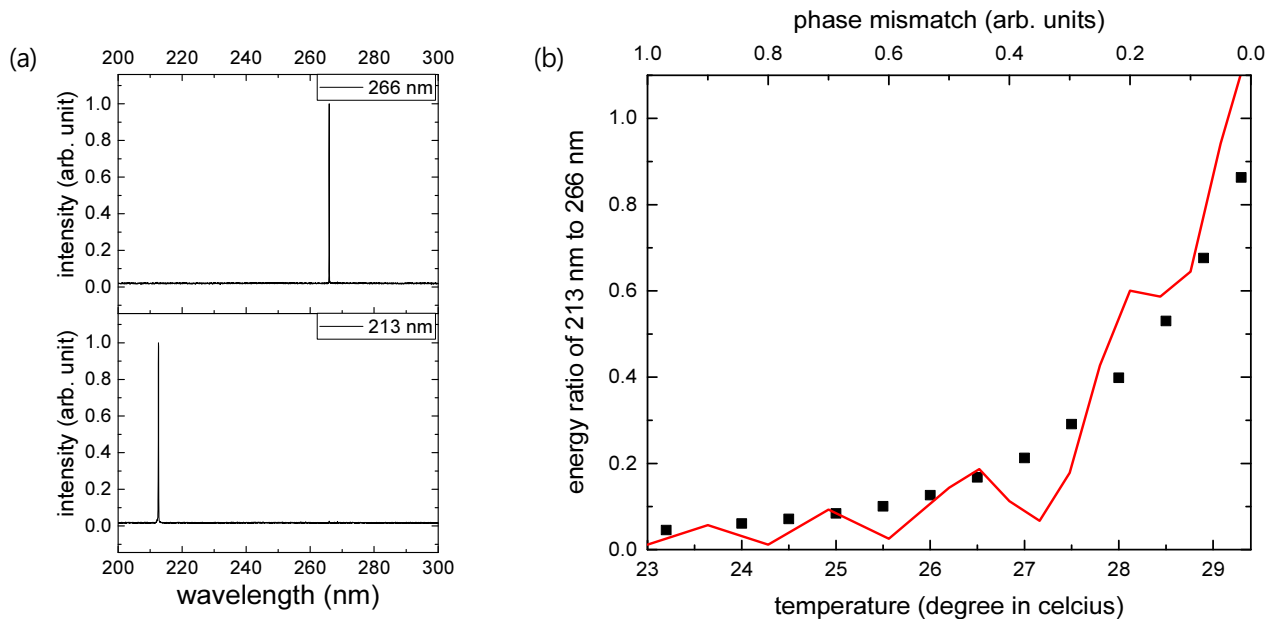 (a)
200 220 240 260 280 300
266 nm
intensity (arb. unit)
1.0
0.8
0.6
0.4
0.2
0.0
213 nm
intensity (arb. unit)
1.0
0.8
0.6
0.4
0.2
0.0
200 220 240 260 280 300
wavelength (nm)
(b)
phase mismatch (arb. units)
1.0 0.8 0.6 0.4 0.2 0.0
energy ratio of 213 nm to 266 nm
1.0
0.8
0.6
0.4
0.2
0.0
23 24 25 26 27 28 29
temperature (degree in celcius)